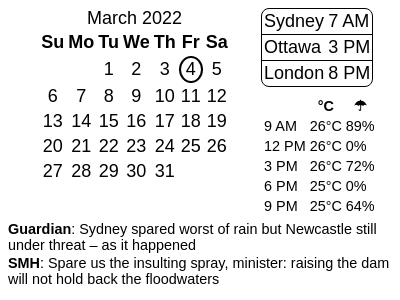 March 2022
Su Mo Tu We Th Fr Sa
1 2 3 4 5
6 7 8 9 10 11 12
13 14 15 16 17 18 19
20 21 22 23 24 25 26
27 28 29 30 31
Sydney 7 AM
Ottawa 3 PM
London 8 PM
°C ☂
9 AM 26°C 89%
12 PM 26°C 0%
3 PM 26°C 72%
6 PM 25°C 0%
9 PM 25°C 64%
Guardian: Sydney spared worst of rain but Newcastle still
under threat – as it happened
SMH: Spare us the insulting spray, minister: raising the dam
will not hold back the floodwaters